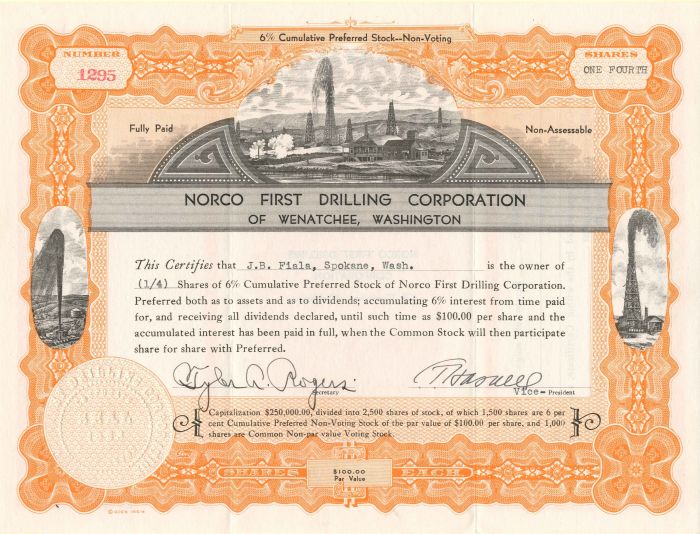 6% Cumulative Preferred Stock--Non-Voting
NUMBER
1295
SHARES
ONE FOURTH
Fully Paid
Non-Assessable
NORCO FIRST DRILLING CORPORATION
OF WENATCHEE, WASHINGTON
This Certifies that J.B. Fiala, Spokane, Wash. is the owner of
(1/4) Shares of 6% Cumulative Preferred Stock of Norco First Drilling Corporation.
Preferred both as to assets and as to dividends; accumulating 6% interest from time paid
for, and receiving all dividends declared, until such time as $100.00 per share and the
accumulated interest has been paid in full, when the Common Stock will then participate
share for share with Preferred.
Tyler A. Rogers
Secretary
Vice-President
Capitalization $250,000.00, divided into 2,500 shares of stock, of which 1,500 shares are 6 per
cent Cumulative Preferred Non-Voting Stock of the par value of $100.00 per share, and 1,000
shares are Common Non-par value Voting Stock.
SHARES
$100.00
Par Value
EACH